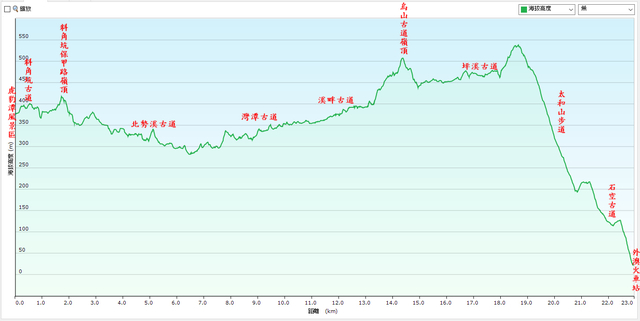 縮放
海拔高度
無
虎豹潭風景區
斜角坑古道
斜角坑保甲路嶺頂
北勢溪古道
灣潭古道
溪畔古道
烏山古道嶺頂
坪溪古道
太和山步道
石空古道
外澳火車站
海拔高度 (m)
550
500
450
400
350
300
250
200
150
100
50
0
0.0 1.0 2.0 3.0 4.0 5.0 6.0 7.0 8.0 9.0 10.0 11.0 12.0 13.0 14.0 15.0 16.0 17.0 18.0 19.0 20.0 21.0 22.0 23.0
距離 (km)